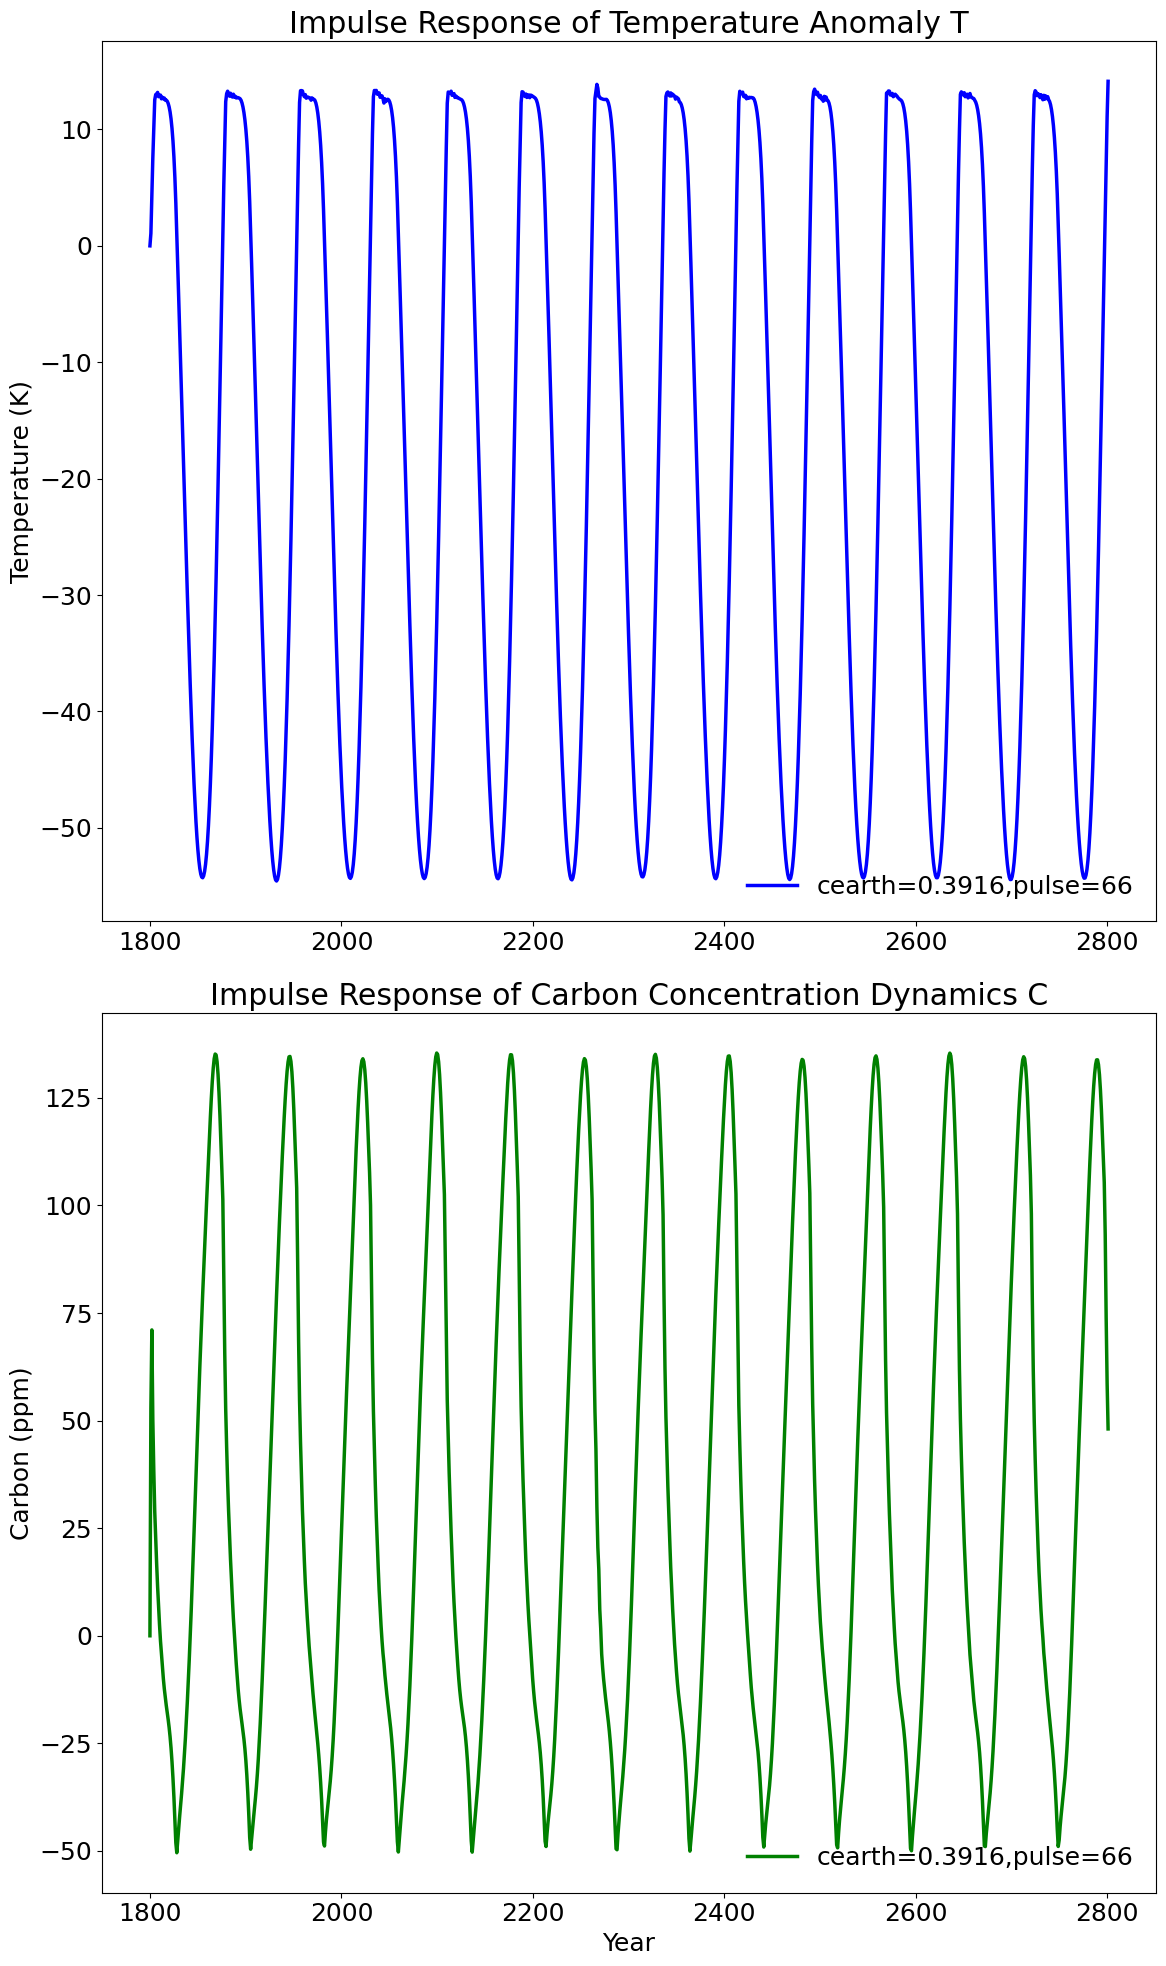 Impulse Response of Temperature Anomaly T
Temperature (K)
10
0
−10
−20
−30
−40
−50
cearth=0.3916,pulse=66
1800 2000 2200 2400 2600 2800
Impulse Response of Carbon Concentration Dynamics C
Carbon (ppm)
125
100
75
50
25
0
−25
−50
cearth=0.3916,pulse=66
1800 2000 2200 2400 2600 2800
Year